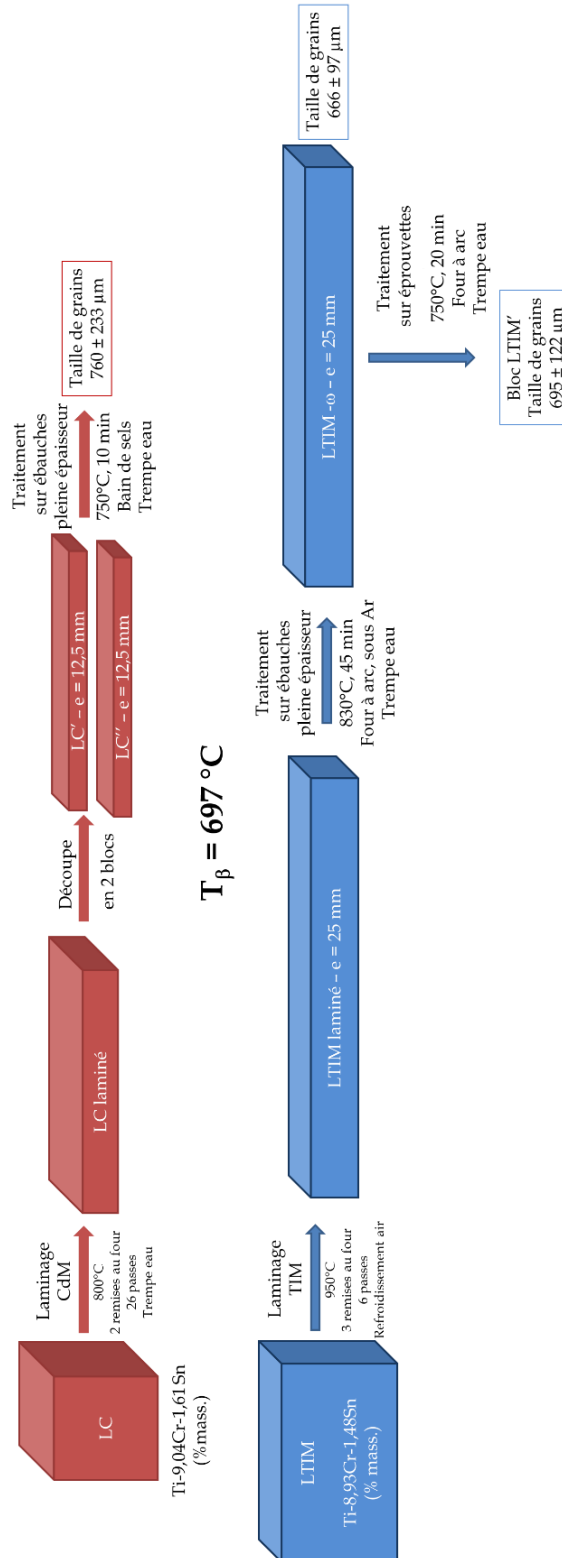 LC
Ti-9,04Cr-1,61Sn
(%mass.)
Laminage
CdM
800°C
2 remises au four
26 passes
Trempe eau
LC laminé
Découpe
en 2 blocs
LC’ – e = 12,5 mm
LC’’ – e = 12,5 mm
Traitement
sur ébauches
pleine épaisseur
750°C, 10 min
Bain de sels
Trempe eau
Taille de grains
760 ± 233 µm
Tβ = 697 °C
LTIM
Ti-8,93Cr-1,48Sn
(% mass.)
Laminage
TIM
950°C
3 remises au four
6 passes
Refroidissement air
LTIM laminé – e = 25 mm
Traitement
sur ébauches
pleine épaisseur
830°C, 45 min
Four à arc, sous Ar
Trempe eau
LTIM -ω – e = 25 mm
Taille de grains
666 ± 97 µm
Traitement
sur éprouvettes
750°C, 20 min
Four à arc
Trempe eau
Bloc LTIM’
Taille de grains
695 ± 122 µm